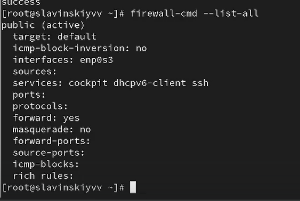 success
[root@slavinskiyvv ~]# firewall-cmd --list-all
public (active)
  target: default
  icmp-block-inversion: no
  interfaces: enp0s3
  sources:
  services: cockpit dhcpv6-client ssh
  ports:
  protocols:
  forward: yes
  masquerade: no
  forward-ports:
  source-ports:
  icmp-blocks:
  rich rules:
[root@slavinskiyvv ~]#